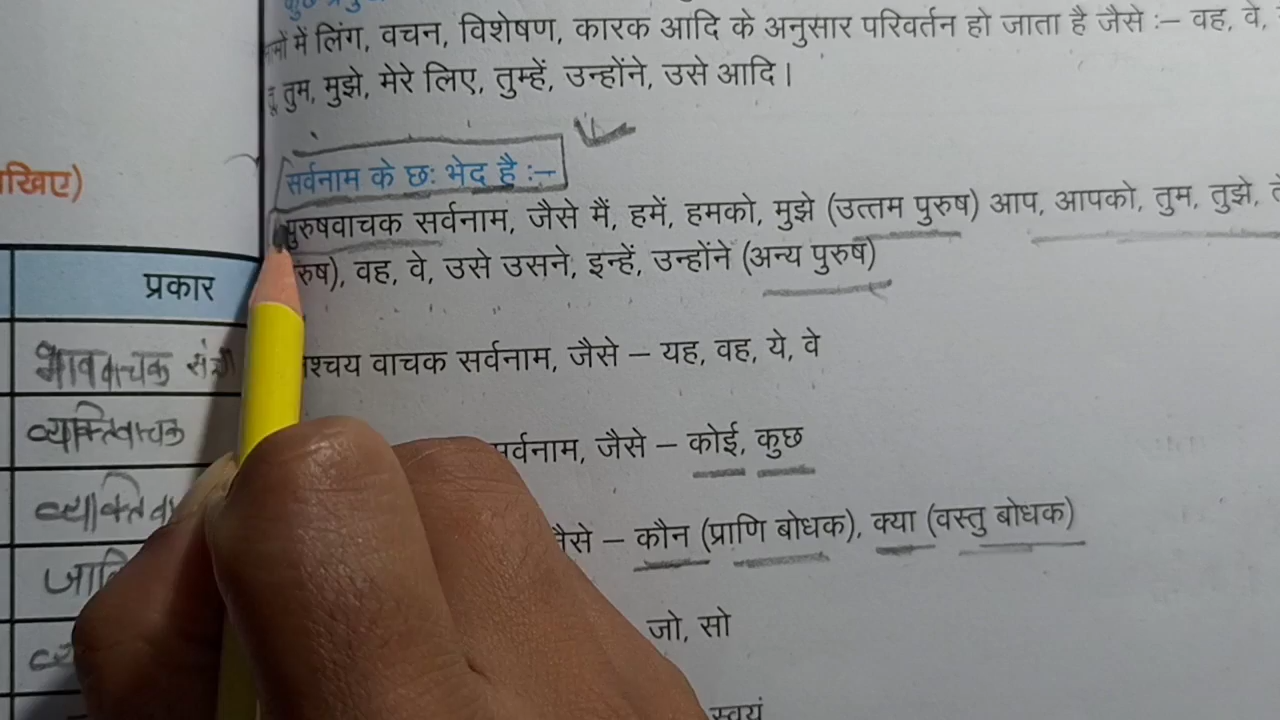 में लिंग, वचन, विशेषण, कारक आदि के अनुसार परिवर्तन हो जाता है जैसे :– वह, वे,
तुम, मुझे, मेरे लिए, तुम्हें, उन्होंने, उसे आदि ।
सर्वनाम के छः भेद है :–
पुरुषवाचक सर्वनाम, जैसे मैं, हमें, हमको, मुझे (उत्तम पुरुष) आप, आपको, तुम, तुझे,
रुष), वह, वे, उसे उसने, इन्हें, उन्होंने (अन्य पुरुष)
श्चय वाचक सर्वनाम, जैसे – यह, वह, ये, वे
सर्वनाम, जैसे – कोई, कुछ
जैसे – कौन (प्राणि बोधक), क्या (वस्तु बोधक)
जो, सो
स्वयं
खिए)
प्रकार
भाववाचक संज्ञा
व्यक्तिवाचक
व्यक्तिवा
जाति